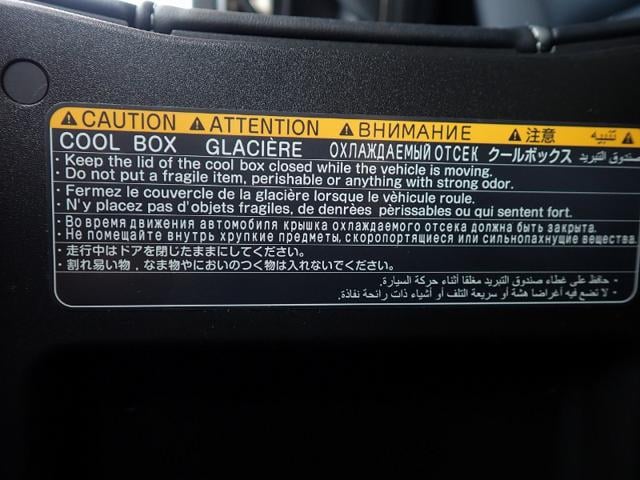 ⚠CAUTION ⚠ATTENTION ⚠ВНИМАНИЕ ⚠注意 ⚠تنبيه
COOL BOX GLACIÈRE ОХЛАЖДАЕМЫЙ ОТСЕК クールボックス صندوق التبريد
・Keep the lid of the cool box closed while the vehicle is moving.
・Do not put a fragile item, perishable or anything with strong odor.
・Fermez le couvercle de la glacière lorsque le vèhicule roule.
・N'y placez pas d'objets fragiles, de denrèes pèrissables ou qui sentent fort.
・Во время движения автомобиля крышка охлаждаемого отсека должна быть закрыта.
・Не помещайте внутрь хрупкие предметы, скоропортящиеся или сильнопахнущие вещества.
・走行中はドアを閉じたままにしてください。
・割れ易い物，なま物やにおいのつく物は入れないでください。
- حافظ على غطاء صندوق التبريد مغلقا أثناء حركة السيارة.
- لا تضع فيه أغراضا هشة أو سريعة التلف أو أشياء ذات رائحة نفاذة.